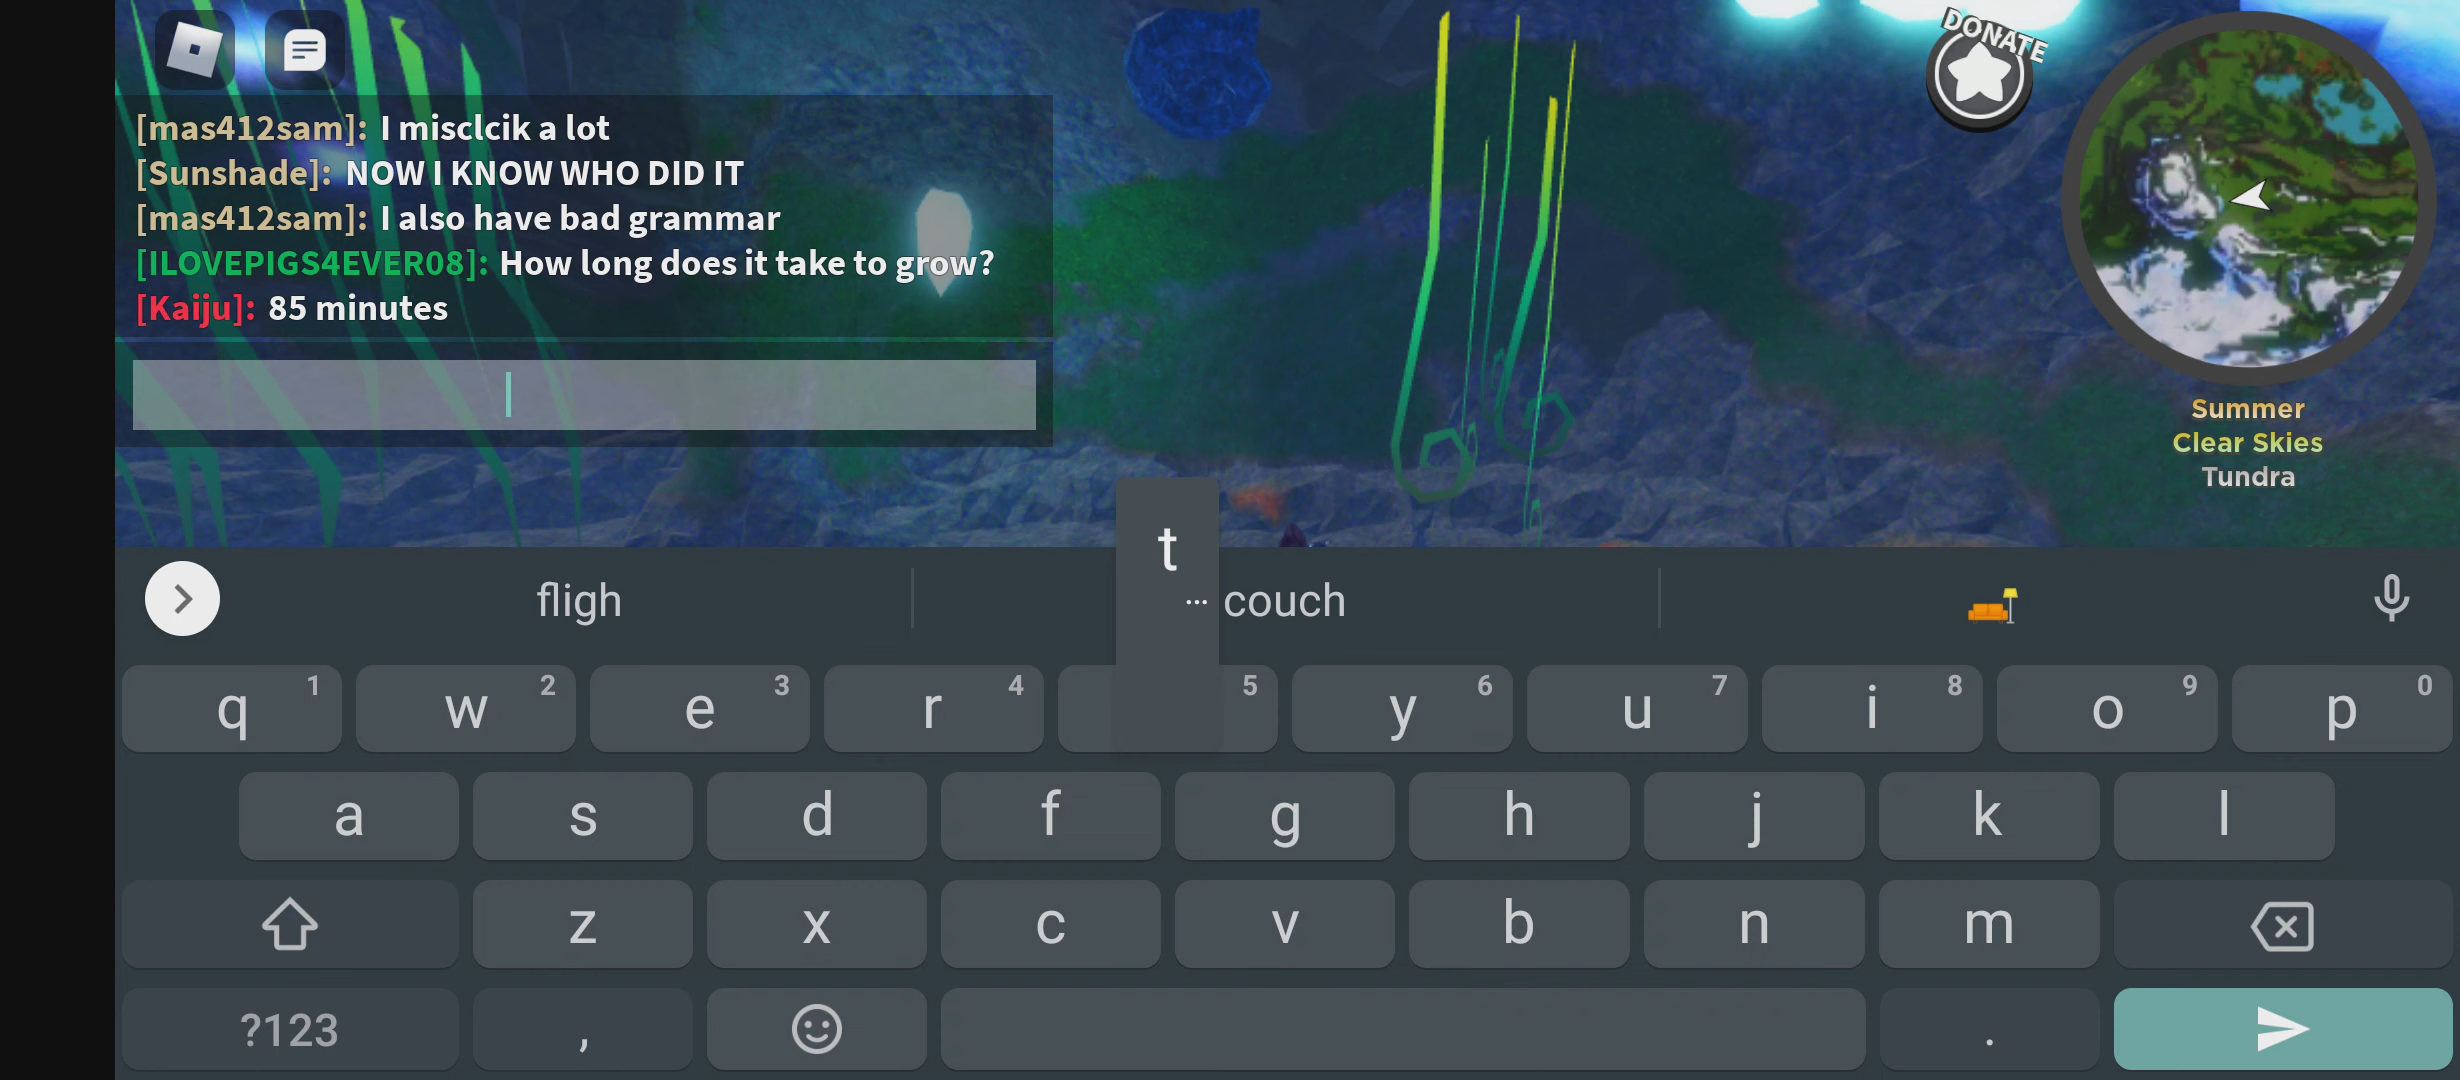 DONATE
[mas412sam]: I misclcik a lot
[Sunshade]: NOW I KNOW WHO DID IT
[mas412sam]: I also have bad grammar
[ILOVEPIGS4EVER08]: How long does it take to grow?
[Kaiju]: 85 minutes
Summer
Clear Skies
Tundra
t
fligh ... couch
q 1 w 2 e 3 r 4 5 y 6 u 7 i 8 o 9 p 0
a s d f g h j k l
z x c v b n m
?123 , .